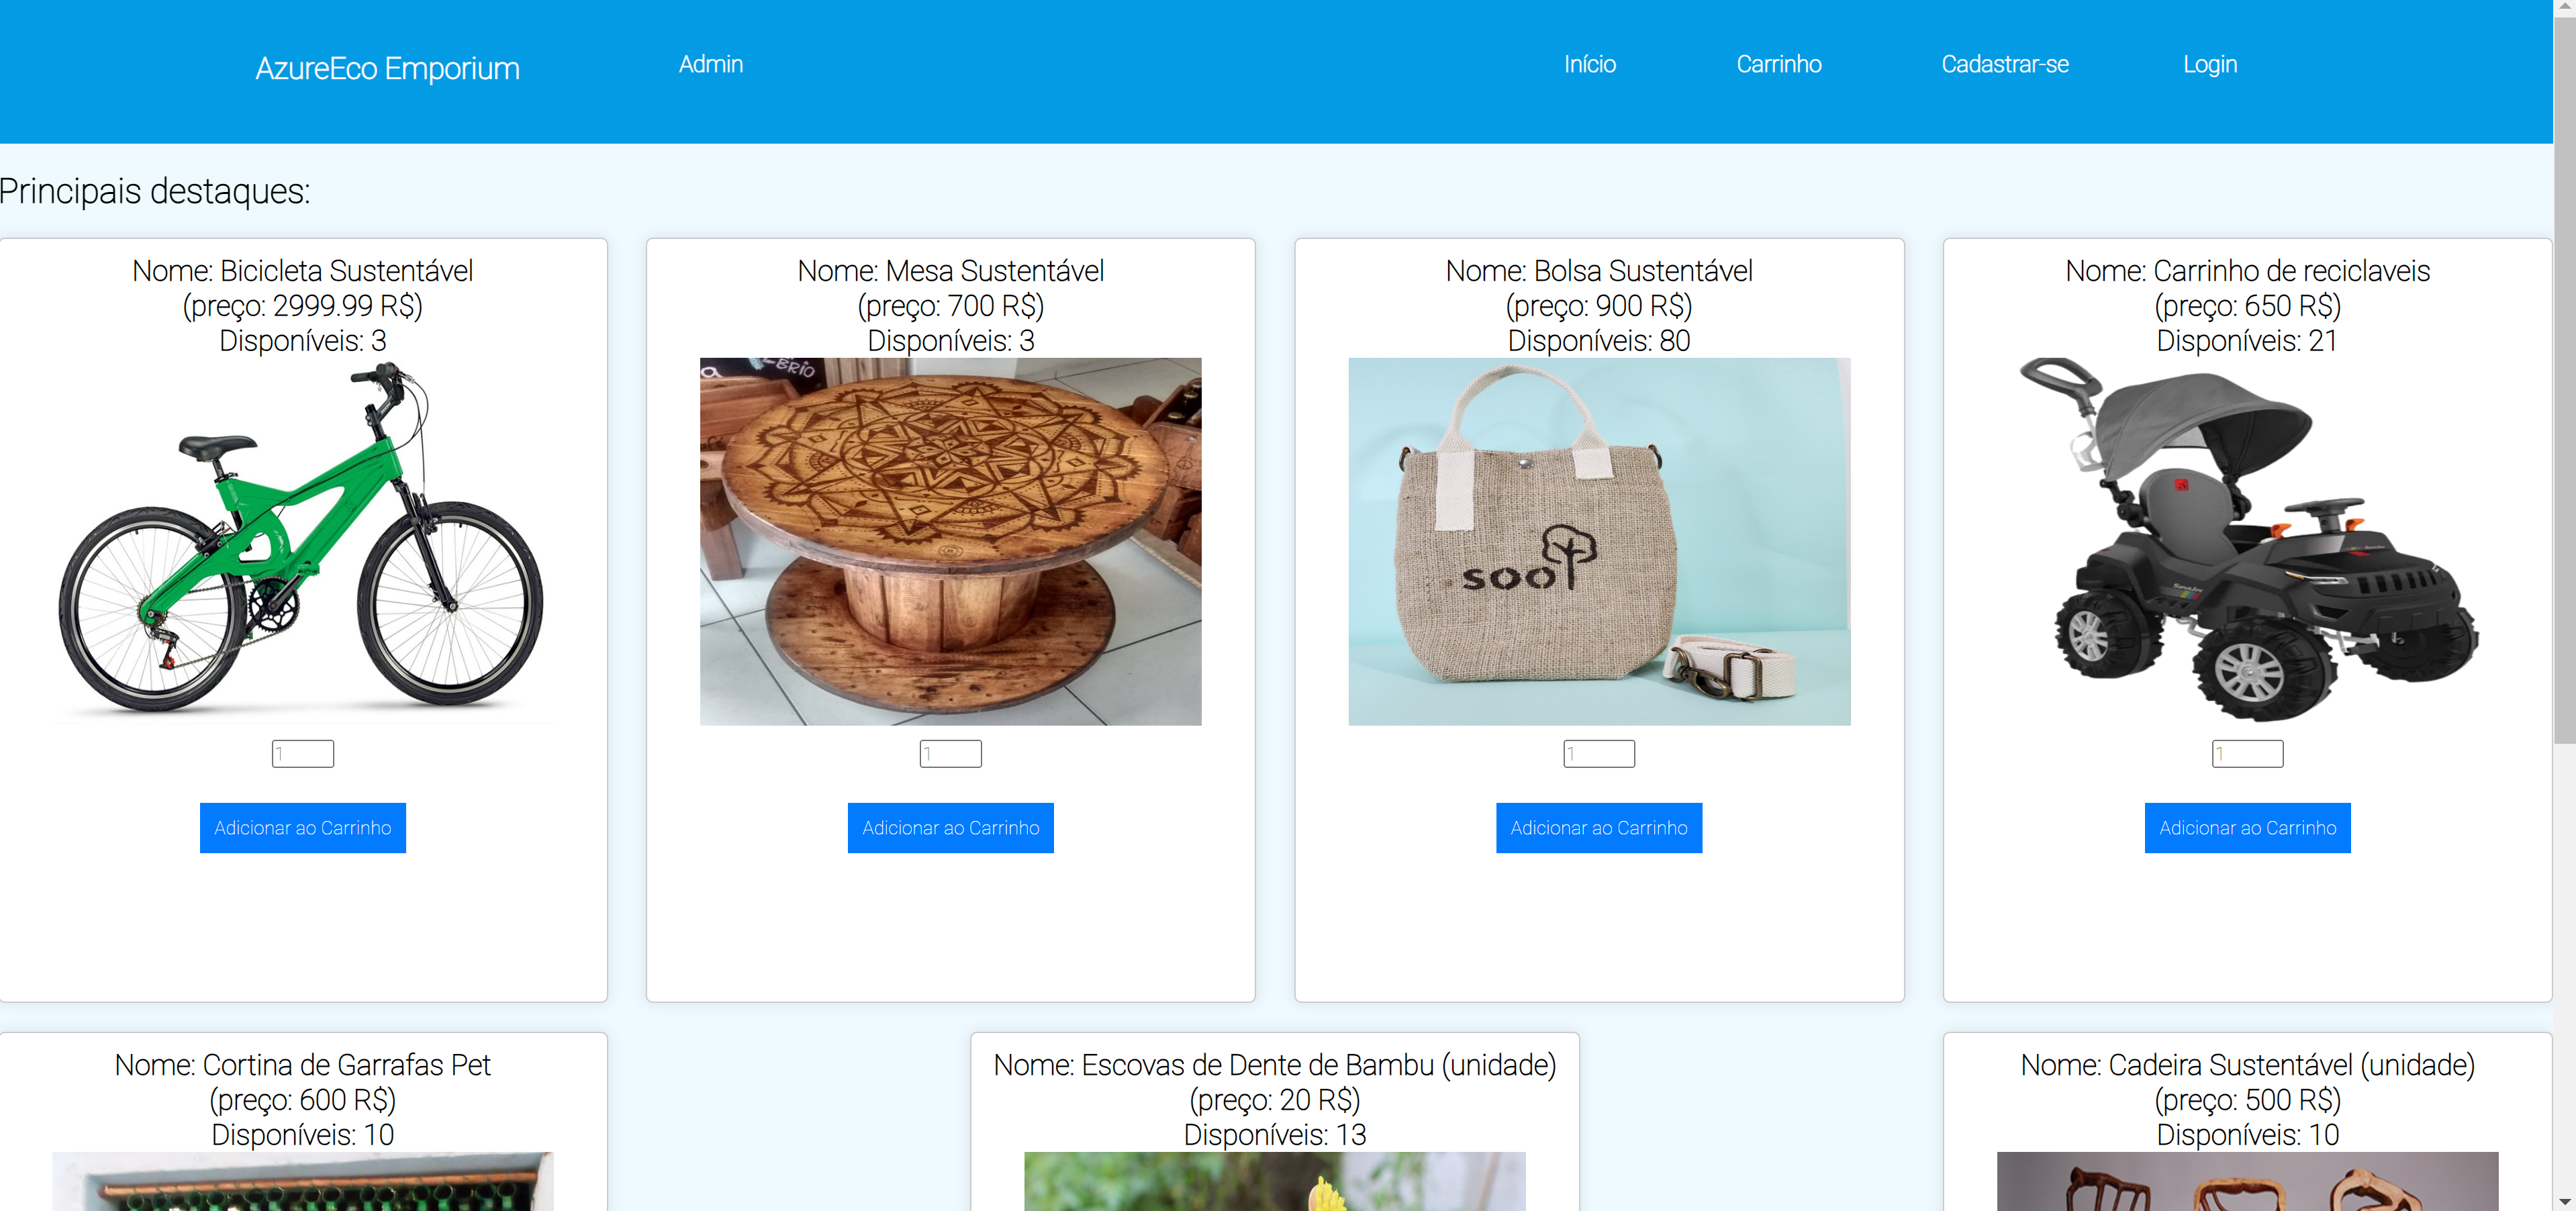 AzureEco Emporium
Admin
Início
Carrinho
Cadastrar-se
Login
Principais destaques:
Nome: Bicicleta Sustentável
(preço: 2999.99 R$)
Disponíveis: 3
1
Adicionar ao Carrinho
Nome: Mesa Sustentável
(preço: 700 R$)
Disponíveis: 3
1
Adicionar ao Carrinho
Nome: Bolsa Sustentável
(preço: 900 R$)
Disponíveis: 80
soo
1
Adicionar ao Carrinho
Nome: Carrinho de reciclaveis
(preço: 650 R$)
Disponíveis: 21
1
Adicionar ao Carrinho
Nome: Cortina de Garrafas Pet
(preço: 600 R$)
Disponíveis: 10
Nome: Escovas de Dente de Bambu (unidade)
(preço: 20 R$)
Disponíveis: 13
Nome: Cadeira Sustentável (unidade)
(preço: 500 R$)
Disponíveis: 10